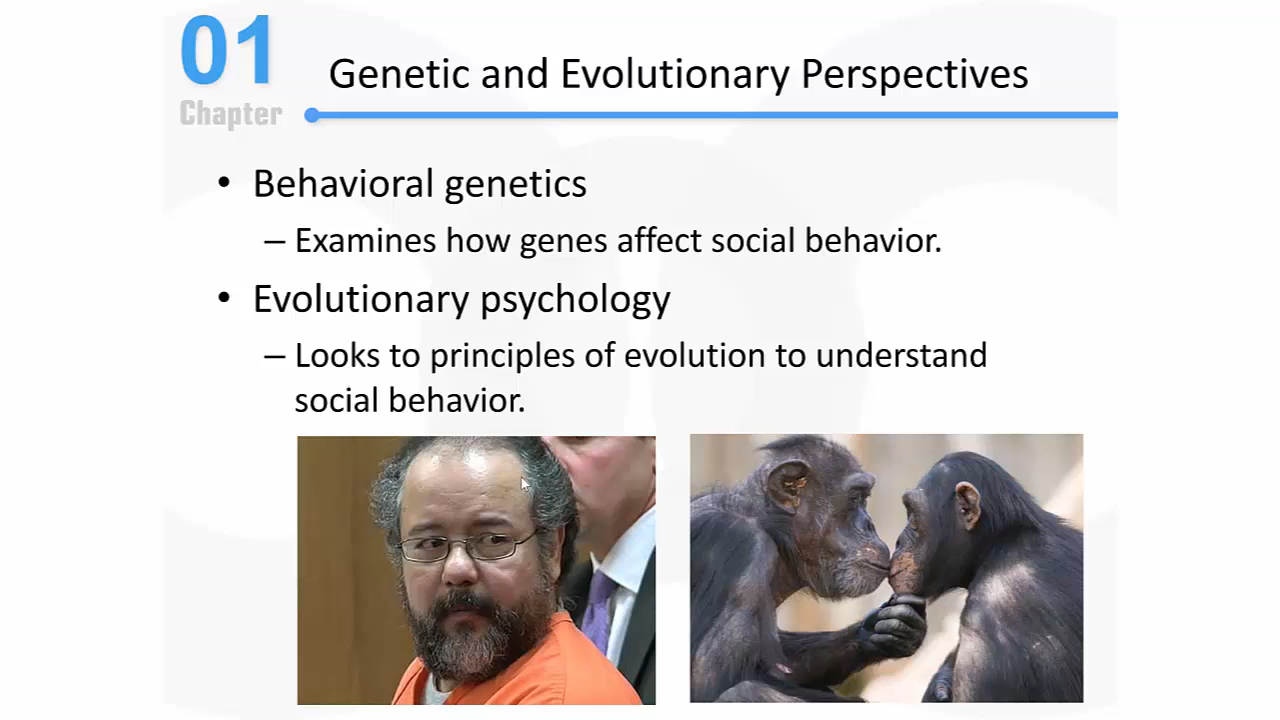 01
Chapter
Genetic and Evolutionary Perspectives
• Behavioral genetics
– Examines how genes affect social behavior.
• Evolutionary psychology
– Looks to principles of evolution to understand
social behavior.